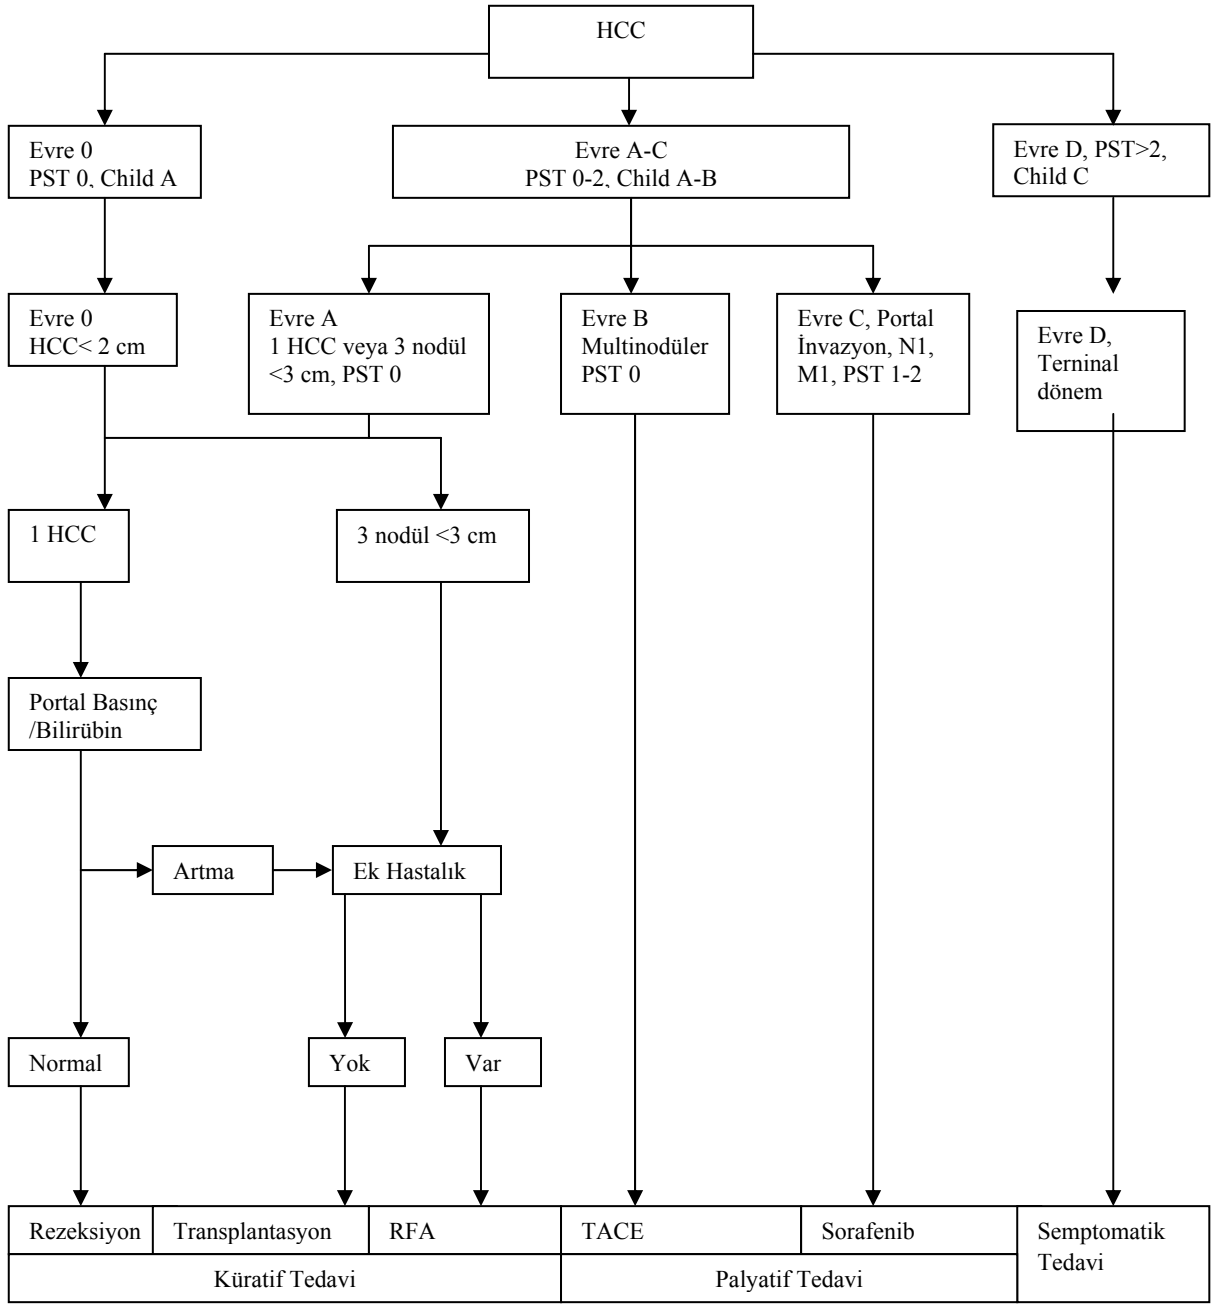 HCC
Evre 0
PST 0, Child A
Evre A-C
PST 0-2, Child A-B
Evre D, PST>2,
Child C
Evre 0
HCC< 2 cm
Evre A
1 HCC veya 3 nodül
<3 cm, PST 0
Evre B
Multinodüler
PST 0
Evre C, Portal
İnvazyon, N1,
M1, PST 1-2
Evre D,
Terninal
dönem
1 HCC
3 nodül <3 cm
Portal Basınç
/Bilirübin
Artma
Ek Hastalık
Normal
Yok
Var
Rezeksiyon
Transplantasyon
RFA
TACE
Sorafenib
Semptomatik
Tedavi
Küratif Tedavi
Palyatif Tedavi